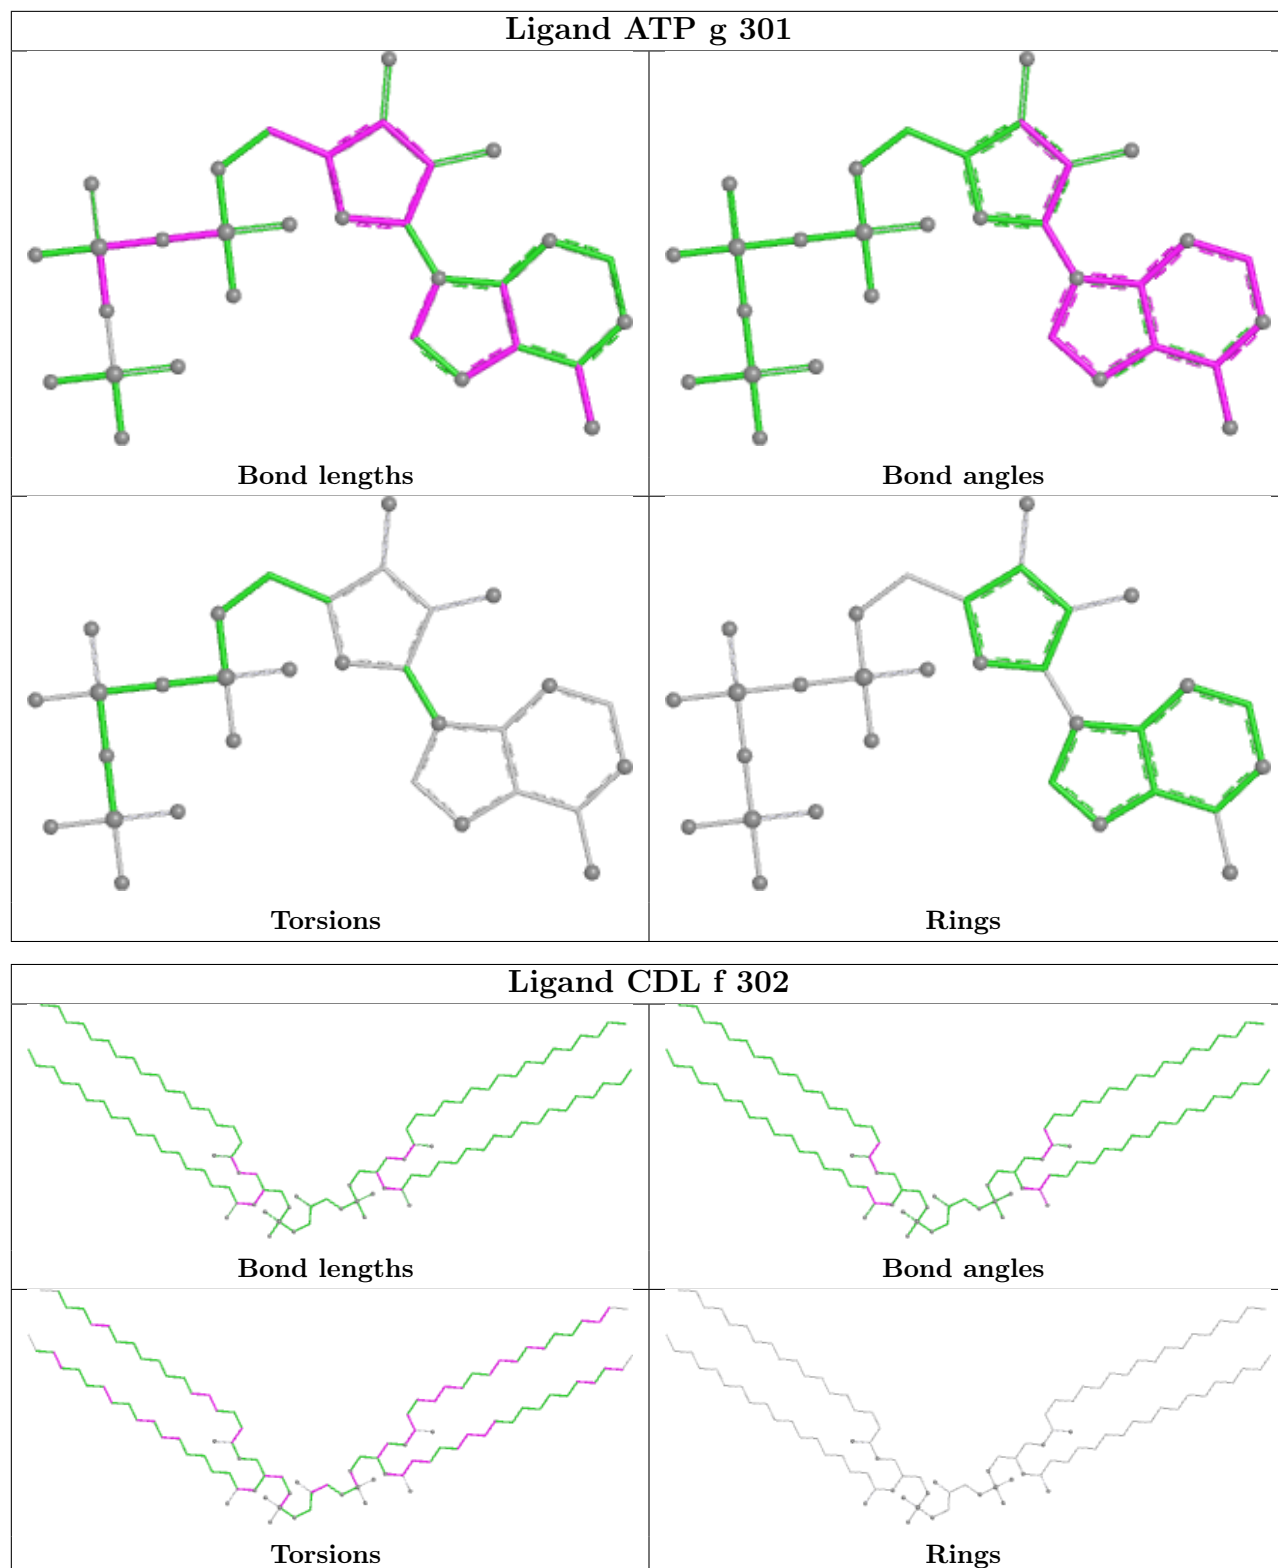 Ligand ATP g 301
Bond lengths
Bond angles
Torsions
Rings
Ligand CDL f 302
Bond lengths
Bond angles
Torsions
Rings